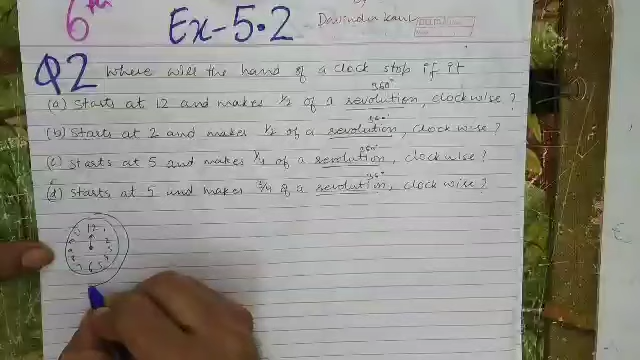 6th
Ex-5.2
Davinder Kaur
Q2 Where will the hand of a clock stop if it
360°
(a) Starts at 12 and makes 1/2 of a revolution, clockwise?
360°
(b) Starts at 2 and makes 1/2 of a revolution, clockwise?
360°
(c) Starts at 5 and makes 1/4 of a revolution, clockwise?
360°
(d) Starts at 5 and makes 3/4 of a revolution, clockwise?
12
6 5